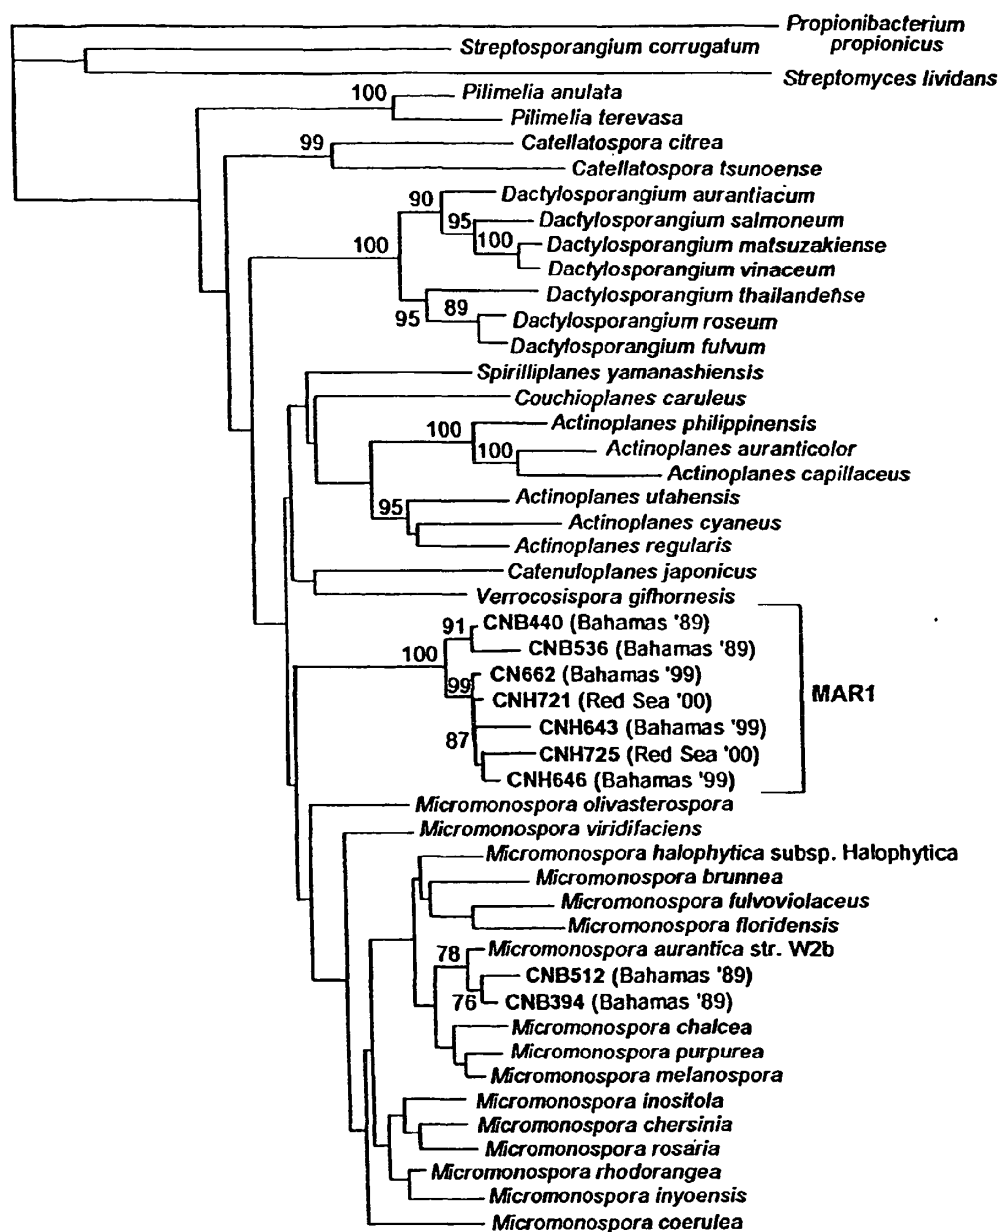 Propionibacterium
propionicus
Streptosporangium corrugatum
Streptomyces lividans
100
Pilimelia anulata
Pilimelia terevasa
99
Catellatospora citrea
Catellatospora tsunoense
Dactylosporangium aurantiacum
90
95
Dactylosporangium salmoneum
100
100
Dactylosporangium matsuzakiense
Dactylosporangium vinaceum
Dactylosporangium thailandense
95
89
Dactylosporangium roseum
Dactylosporangium fulvum
Spirilliplanes yamanashiensis
Couchioplanes caruleus
100
Actinoplanes philippinensis
100
Actinoplanes auranticolor
Actinoplanes capillaceus
Actinoplanes utahensis
95
Actinoplanes cyaneus
Actinoplanes regularis
Catenuloplanes japonicus
Verrocosispora gifhornesis
91
CNB440 (Bahamas '89)
100
CNB536 (Bahamas '89)
CN662 (Bahamas '99)
99
CNH721 (Red Sea '00)
MAR1
CNH643 (Bahamas '99)
87
CNH725 (Red Sea '00)
CNH646 (Bahamas '99)
Micromonospora olivasterospora
Micromonospora viridifaciens
Micromonospora halophytica subsp. Halophytica
Micromonospora brunnea
Micromonospora fulvoviolaceus
Micromonospora floridensis
78
Micromonospora aurantica str. W2b
CNB512 (Bahamas '89)
76
CNB394 (Bahamas '89)
Micromonospora chalcea
Micromonospora purpurea
Micromonospora melanospora
Micromonospora inositola
Micromonospora chersinia
Micromonospora rosaria
Micromonospora rhodorangea
Micromonospora inyoensis
Micromonospora coerulea